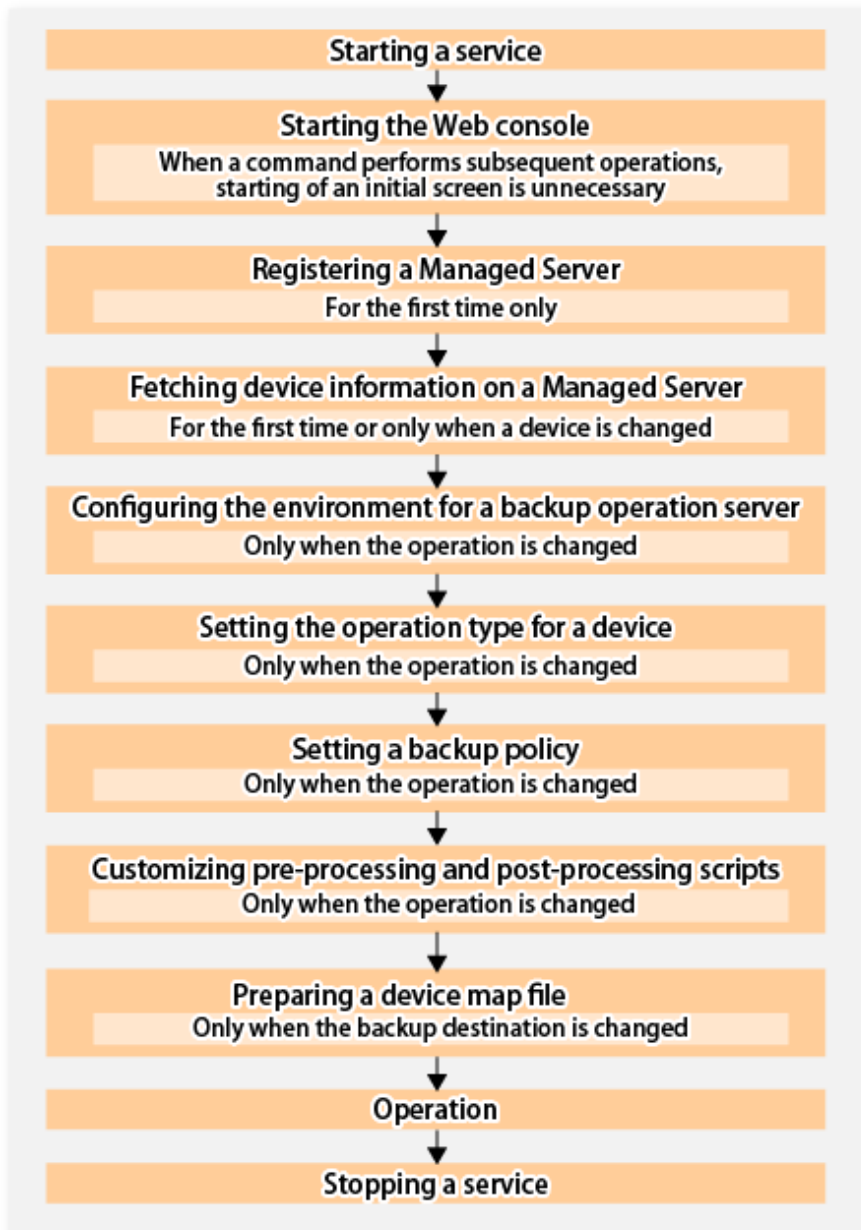 Starting a service
Starting the Web console
When a command performs subsequent operations,
starting of an initial screen is unnecessary
Registering a Managed Server
For the first time only
Fetching device information on a Managed Server
For the first time or only when a device is changed
Configuring the environment for a backup operation server
Only when the operation is changed
Setting the operation type for a device
Only when the operation is changed
Setting a backup policy
Only when the operation is changed
Customizing pre-processing and post-processing scripts
Only when the operation is changed
Preparing a device map file
Only when the backup destination is changed
Operation
Stopping a service